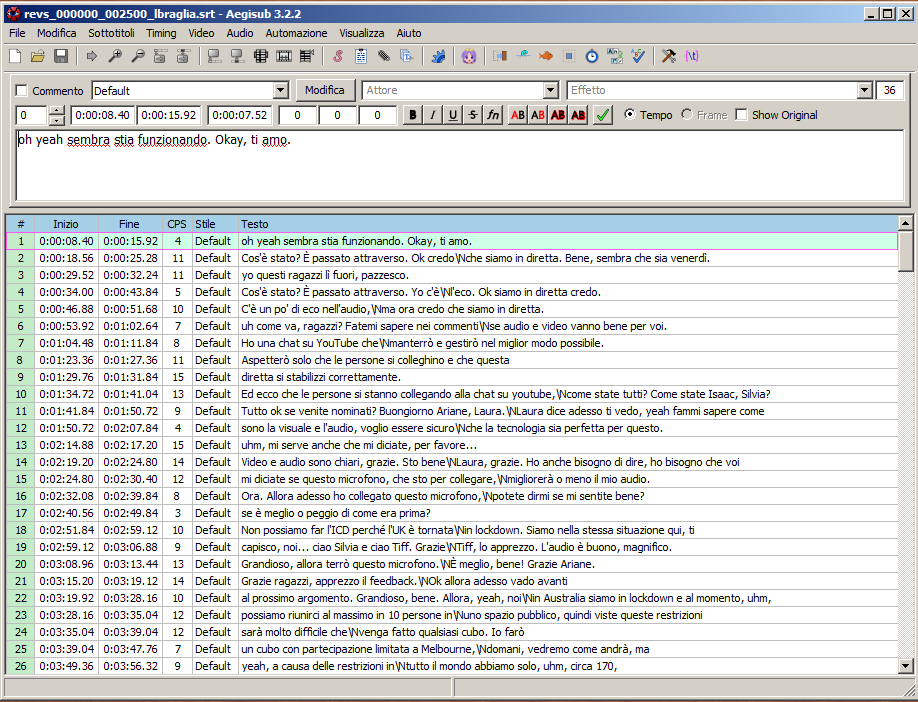 revs_000000_002500_lbraglia.srt - Aegisub 3.2.2
File Modifica Sottotitoli Timing Video Audio Automazione Visualizza Aiuto
Commento Default Modifica Attore Effetto 36
0 0:00:08.40 0:00:15.92 0:00:07.52 0 0 0 B I U S fn AB AB AB AB Tempo Frame Show Original
oh yeah sembra stia funzionando. Okay, ti amo.
# Inizio Fine CPS Stile Testo
1 0:00:08.40 0:00:15.92 4 Default oh yeah sembra stia funzionando. Okay, ti amo.
2 0:00:18.56 0:00:25.28 11 Default Cos'è stato? È passato attraverso. Ok credo\Nche siamo in diretta. Bene, sembra che sia venerdì.
3 0:00:29.52 0:00:32.24 11 Default yo questi ragazzi lì fuori, pazzesco.
4 0:00:34.00 0:00:43.84 5 Default Cos'è stato? È passato attraverso. Yo c'è\Nl'eco. Ok siamo in diretta credo.
5 0:00:46.88 0:00:51.68 10 Default C'è un po' di eco nell'audio,\Nma ora credo che siamo in diretta.
6 0:00:53.92 0:01:02.64 7 Default uh come va, ragazzi? Fatemi sapere nei commenti\Nse audio e video vanno bene per voi.
7 0:01:04.48 0:01:11.84 8 Default Ho una chat su YouTube che\Nmanterrò e gestirò nel miglior modo possibile.
8 0:01:23.36 0:01:27.36 11 Default Aspetterò solo che le persone si colleghino e che questa
9 0:01:29.76 0:01:31.84 15 Default diretta si stabilizzi correttamente.
10 0:01:34.72 0:01:41.04 13 Default Ed ecco che le persone si stanno collegando alla chat su youtube,\Ncome state tutti? Come state Isaac, Silvia?
11 0:01:41.84 0:01:50.72 9 Default Tutto ok se venite nominati? Buongiorno Ariane, Laura. \NLaura dice adesso ti vedo, yeah fammi sapere come
12 0:01:50.72 0:02:07.84 4 Default sono la visuale e l'audio, voglio essere sicuro\Nche la tecnologia sia perfetta per questo.
13 0:02:14.88 0:02:17.20 15 Default uhm, mi serve anche che mi diciate, per favore...
14 0:02:19.20 0:02:24.80 14 Default Video e audio sono chiari, grazie. Sto bene\NLaura, grazie. Ho anche bisogno di dire, ho bisogno che voi
15 0:02:24.80 0:02:30.40 12 Default mi diciate se questo microfono, che sto per collegare,\Nmigliorerà o meno il mio audio.
16 0:02:32.08 0:02:39.84 8 Default Ora. Allora adesso ho collegato questo microfono,\Npotete dirmi se mi sentite bene?
17 0:02:40.56 0:02:49.84 3 Default se è meglio o peggio di come era prima?
18 0:02:51.84 0:02:59.12 10 Default Non possiamo far l'ICD perché l'UK è tornata\Nin lockdown. Siamo nella stessa situazione qui, ti
19 0:02:59.12 0:03:06.88 9 Default capisco, noi... ciao Silvia e ciao Tiff. Grazie\NTiff, lo apprezzo. L'audio è buono, magnifico.
20 0:03:08.96 0:03:13.44 13 Default Grandioso, allora terrò questo microfono.\NÈ meglio, bene! Grazie Ariane.
21 0:03:15.20 0:03:19.12 14 Default Grazie ragazzi, apprezzo il feedback.\NOk allora adesso vado avanti
22 0:03:19.92 0:03:28.16 10 Default al prossimo argomento. Grandioso, bene. Allora, yeah, noi\Nin Australia siamo in lockdown e al momento, uhm,
23 0:03:28.16 0:03:35.04 12 Default possiamo riunirci al massimo in 10 persone in\Nuno spazio pubblico, quindi viste queste restrizioni
24 0:03:35.04 0:03:39.04 12 Default sarà molto difficile che\Nvenga fatto qualsiasi cubo. Io farò
25 0:03:39.04 0:03:47.76 7 Default un cubo con partecipazione limitata a Melbourne,\Ndomani, vedremo come andrà, ma
26 0:03:49.36 0:03:56.32 9 Default yeah, a causa delle restrizioni in\Ntutto il mondo abbiamo solo, uhm, circa 170,